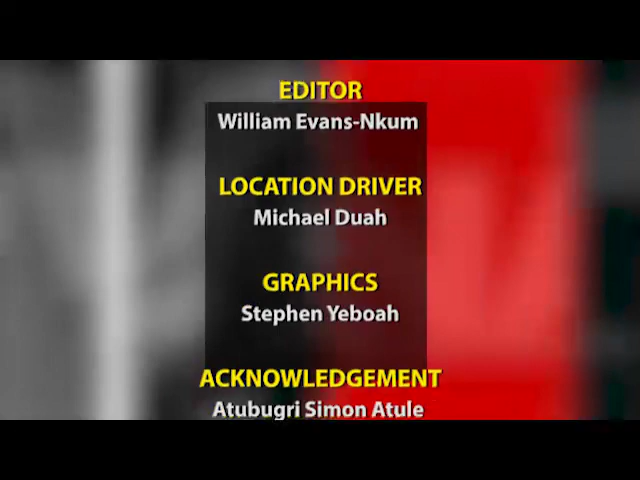 EDITOR
William Evans-Nkum
LOCATION DRIVER
Michael Duah
GRAPHICS
Stephen Yeboah
ACKNOWLEDGEMENT
Atubugri Simon Atule